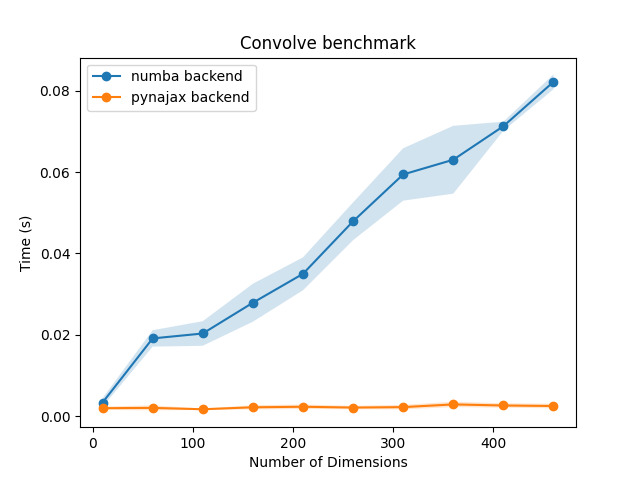 Convolve benchmark
numba backend
pynajax backend
Time (s)
0.08
0.06
0.04
0.02
0.00
0
100
200
300
400
Number of Dimensions